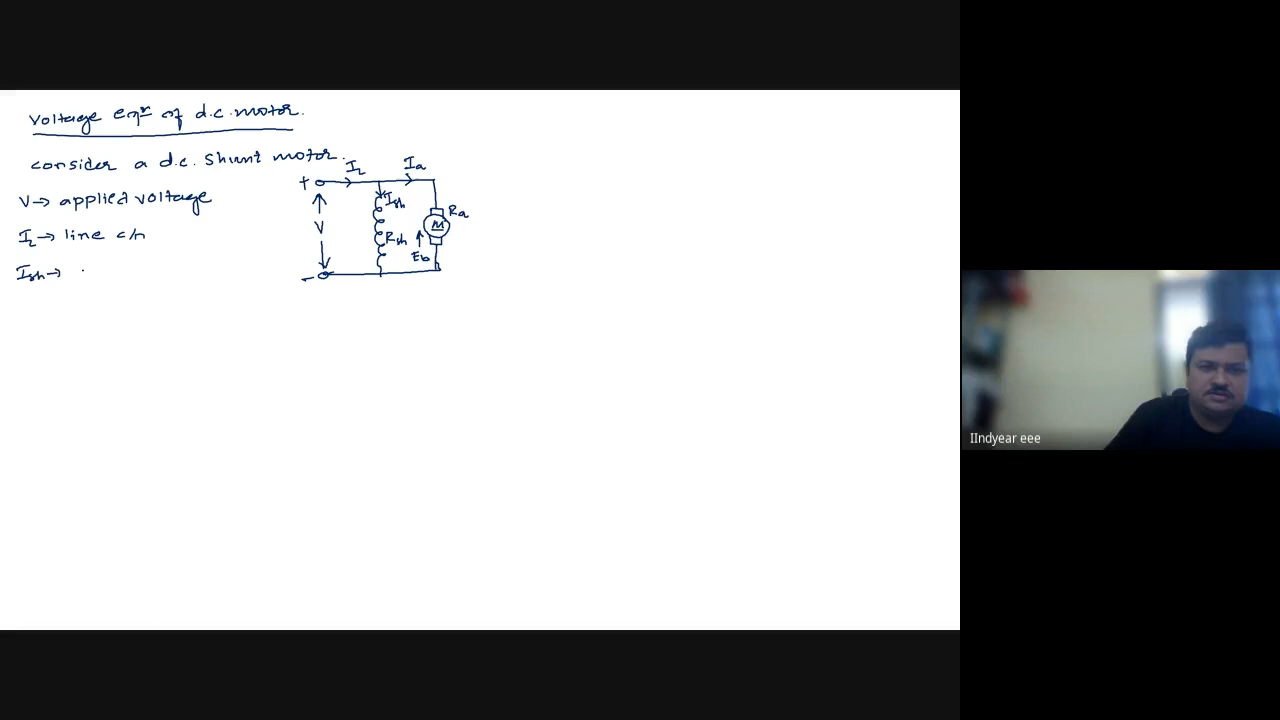 Voltage eqn of d.c. motor.
consider a d.c. shunt motor.
V → applied voltage
IL → line c/n
Ish →
IL
Ia
+
Ish
Ra
V
M
Rsh
Eb
-
IIndyear eee